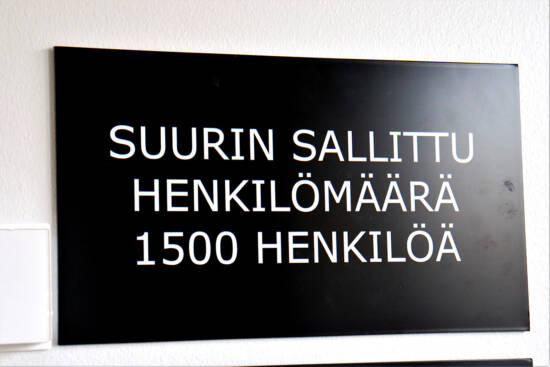 SUURIN SALLITTU
HENKILÖMÄÄRÄ
1500 HENKILÖÄ